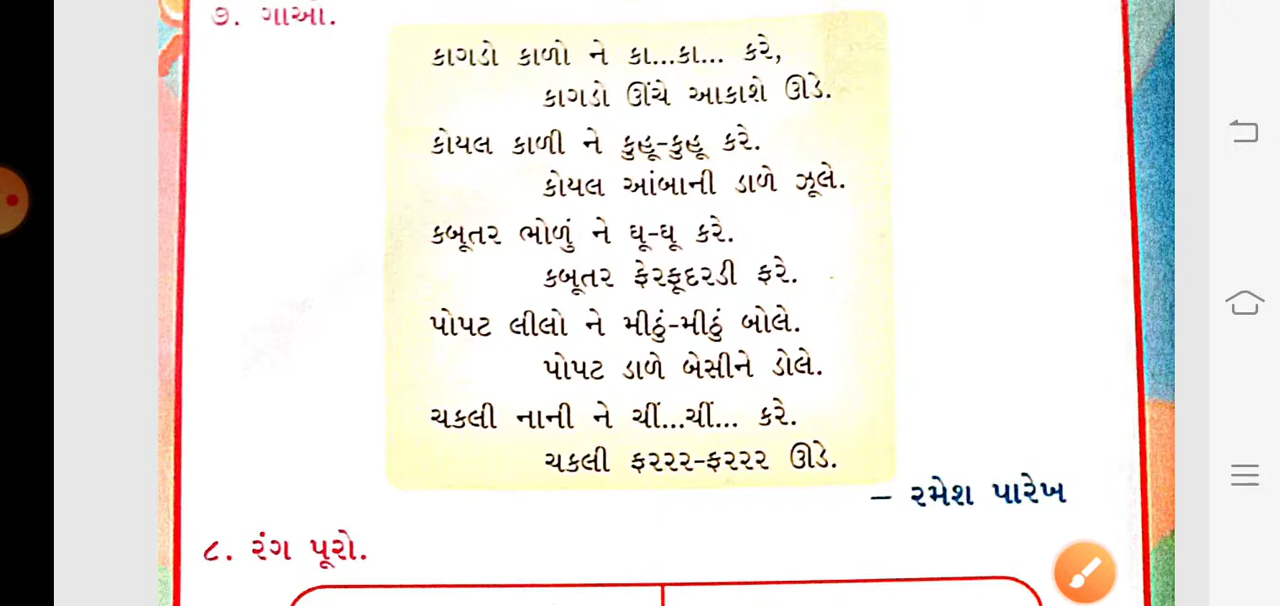 ૭. ગાઓ.
કાગડો કાળો ને કા...કા... કરે,
કાગડો ઊંચે આકાશે ઊડે.
કોયલ કાળી ને કુહૂ-કુહૂ કરે.
કોયલ આંબાની ડાળે ઝૂલે.
કબૂતર ભોળું ને ઘૂ-ઘૂ કરે.
કબૂતર ફેરફૂદરડી ફરે.
પોપટ લીલો ને મીઠું-મીઠું બોલે.
પોપટ ડાળે બેસીને ડોલે.
ચકલી નાની ને ચીં...ચીં... કરે.
ચકલી ફરરર-ફરરર ઊડે.
– રમેશ પારેખ
૮. રંગ પૂરો.